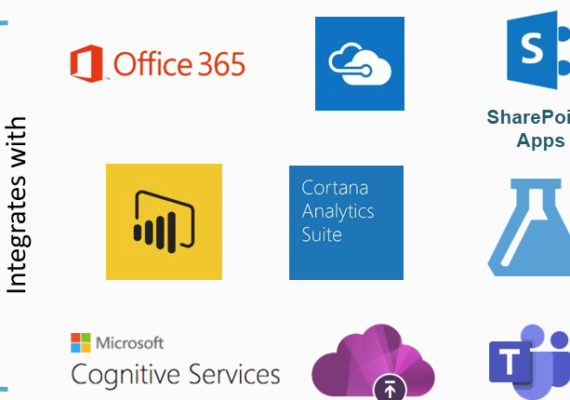 Integrates with
Office 365
S
SharePoi
Apps
Cortana
Analytics
Suite
Microsoft
Cognitive Services
T